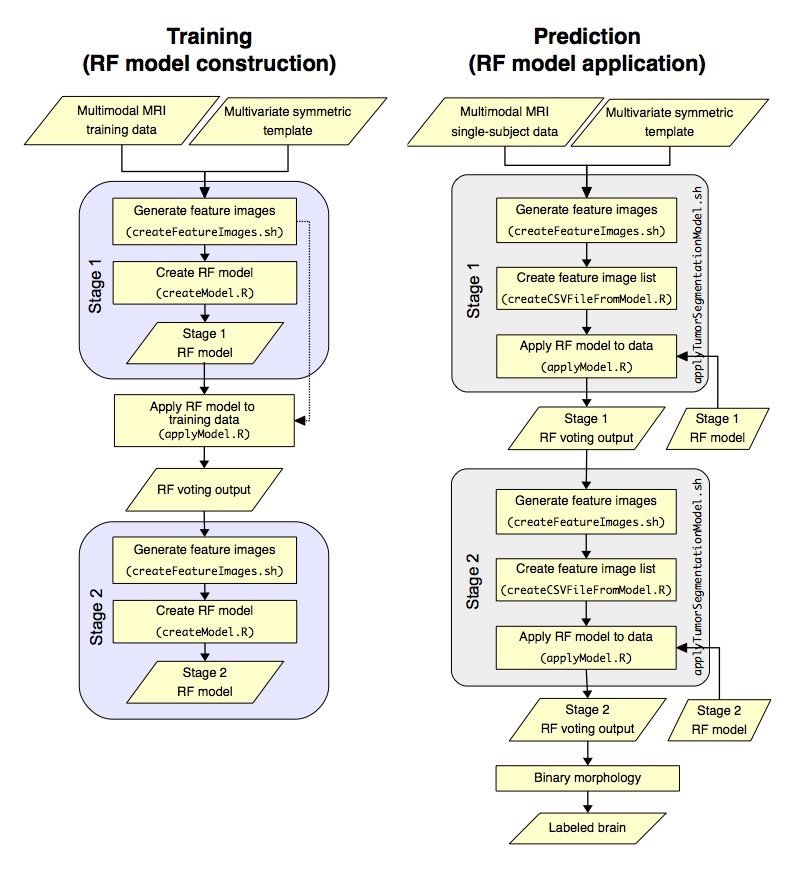 Training
(RF model construction)
Multimodal MRI
training data
Multivariate symmetric
template
Stage 1
Generate feature images
(createFeatureImages.sh)
Create RF model
(createModel.R)
Stage 1
RF model
Apply RF model to
training data
(applyModel.R)
RF voting output
Stage 2
Generate feature images
(createFeatureImages.sh)
Create RF model
(createModel.R)
Stage 2
RF model
Prediction
(RF model application)
Multimodal MRI
single-subject data
Multivariate symmetric
template
Stage 1
applyTumorSegmentationModel.sh
Generate feature images
(createFeatureImages.sh)
Create feature image list
(createCSVFileFromModel.R)
Apply RF model to data
(applyModel.R)
Stage 1
RF voting output
Stage 1
RF model
Stage 2
applyTumorSegmentationModel.sh
Generate feature images
(createFeatureImages.sh)
Create feature image list
(createCSVFileFromModel.R)
Apply RF model to data
(applyModel.R)
Stage 2
RF voting output
Stage 2
RF model
Binary morphology
Labeled brain